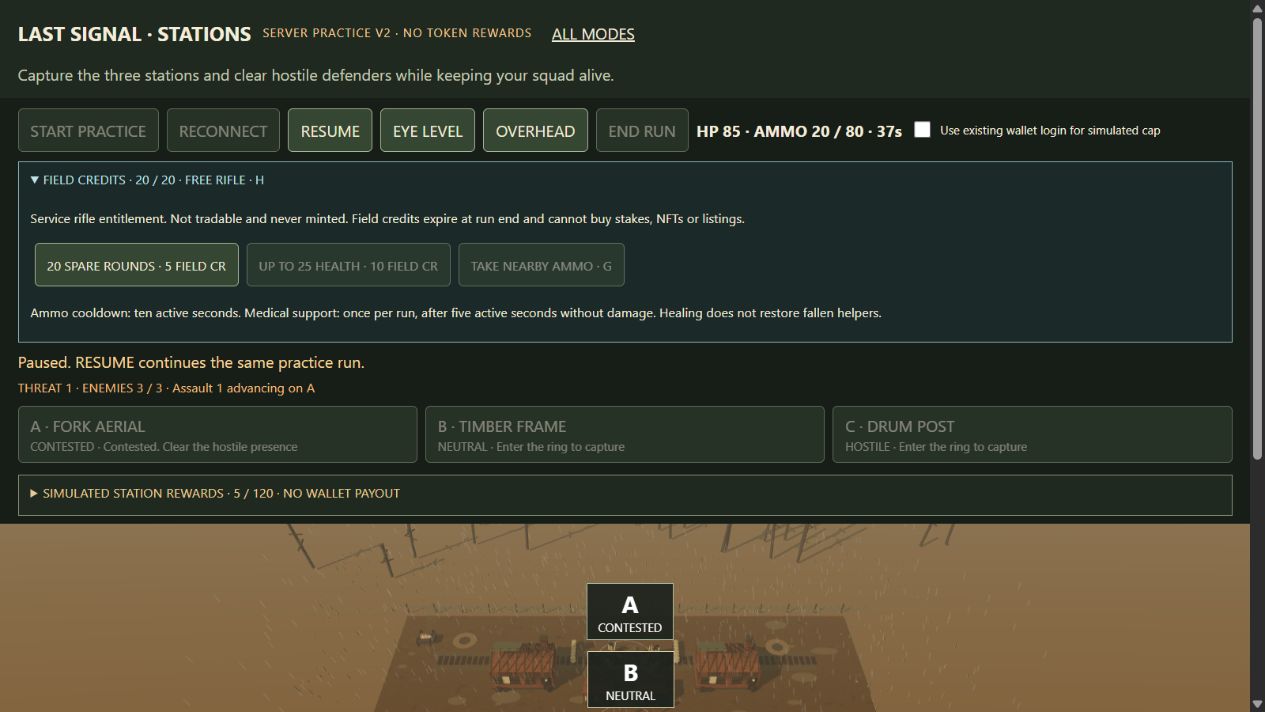 LAST SIGNAL · STATIONS SERVER PRACTICE V2 · NO TOKEN REWARDS ALL MODES
Capture the three stations and clear hostile defenders while keeping your squad alive.
START PRACTICE RECONNECT RESUME EYE LEVEL OVERHEAD END RUN HP 85 · AMMO 20 / 80 · 37s Use existing wallet login for simulated cap
▼ FIELD CREDITS · 20 / 20 · FREE RIFLE · H
Service rifle entitlement. Not tradable and never minted. Field credits expire at run end and cannot buy stakes, NFTs or listings.
20 SPARE ROUNDS · 5 FIELD CR UP TO 25 HEALTH · 10 FIELD CR TAKE NEARBY AMMO · G
Ammo cooldown: ten active seconds. Medical support: once per run, after five active seconds without damage. Healing does not restore fallen helpers.
Paused. RESUME continues the same practice run.
THREAT 1 · ENEMIES 3 / 3 · Assault 1 advancing on A
A · FORK AERIAL
CONTESTED · Contested. Clear the hostile presence
B · TIMBER FRAME
NEUTRAL · Enter the ring to capture
C · DRUM POST
HOSTILE · Enter the ring to capture
▶ SIMULATED STATION REWARDS · 5 / 120 · NO WALLET PAYOUT
A
CONTESTED
B
NEUTRAL